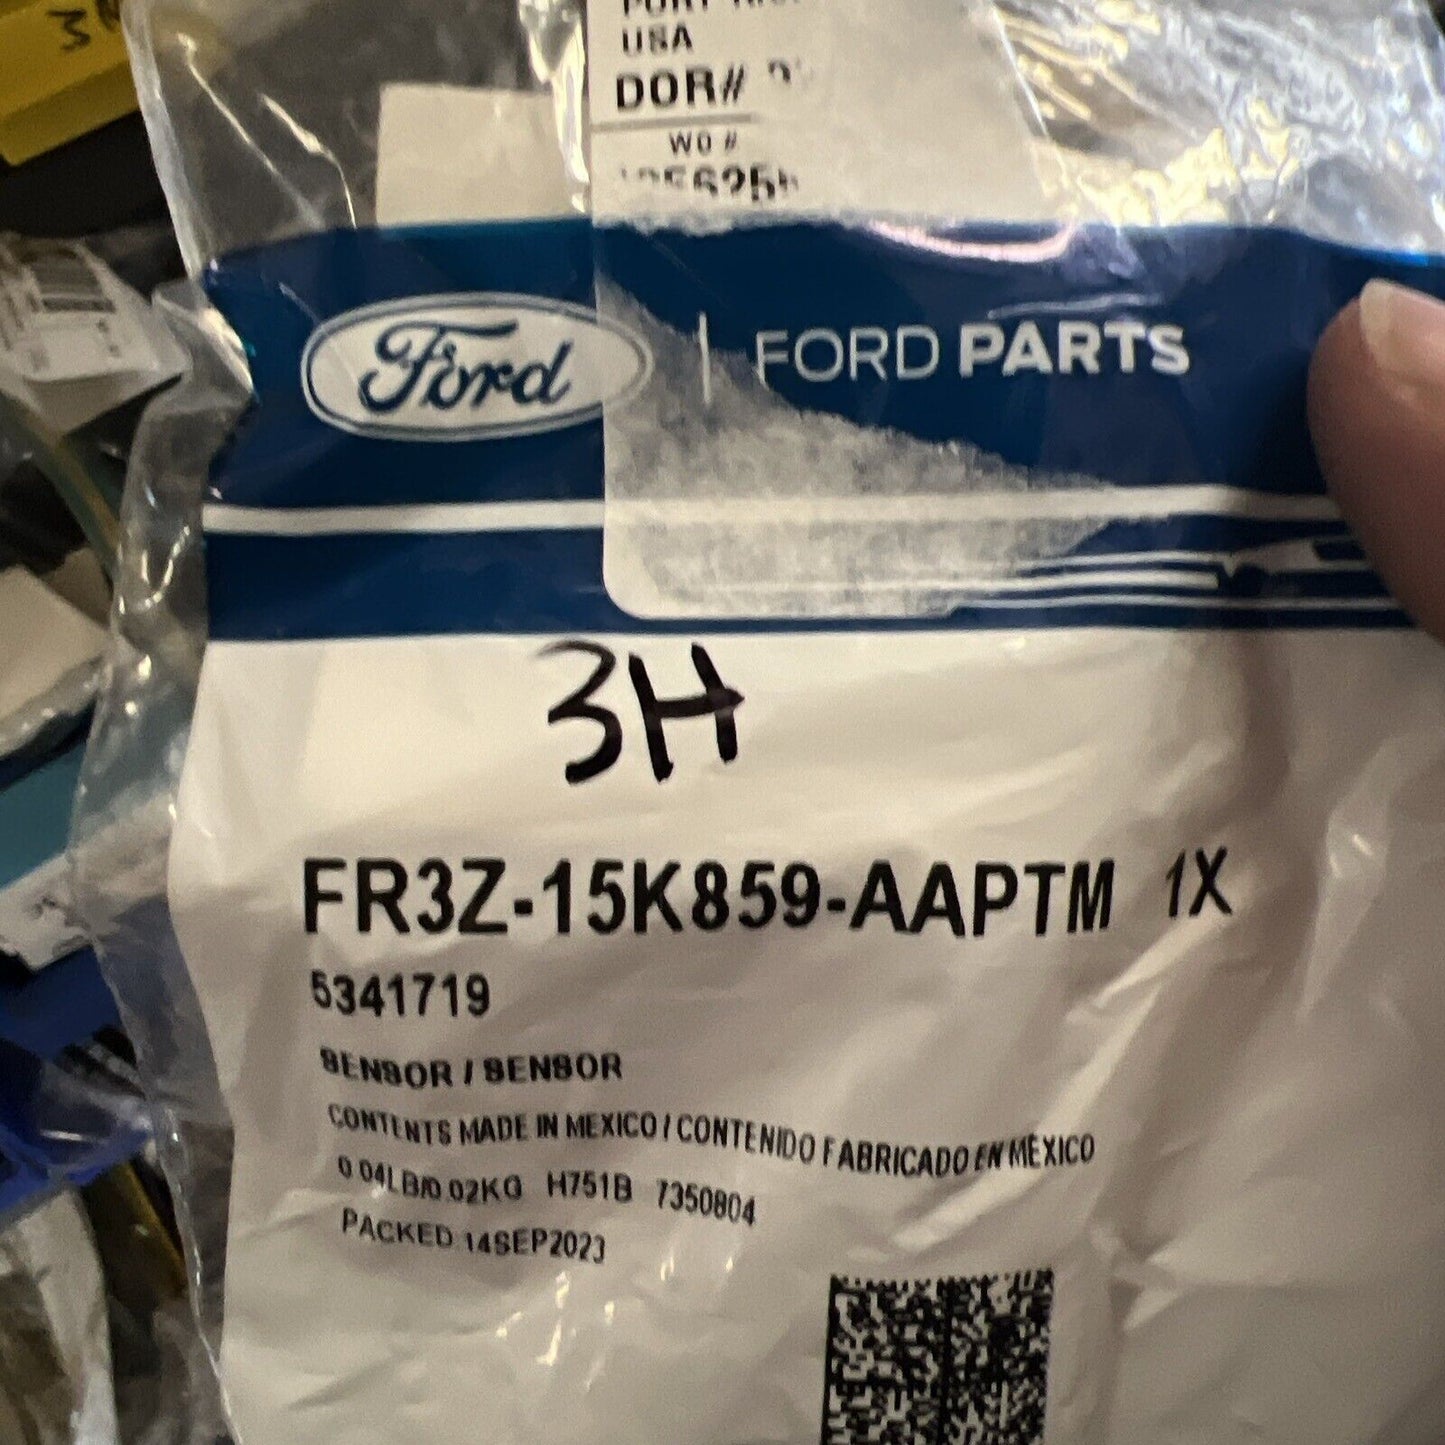 USA
DOR#
WO #
Ford | FORD PARTS
3H
FR3Z-15K859-AAPTM 1X
5341719
SENSOR / SENSOR
CONTENTS MADE IN MEXICO / CONTENIDO FABRICADO EN MÉXICO
0.04LB/0.02KG H751B 7350804
PACKED:14SEP2023